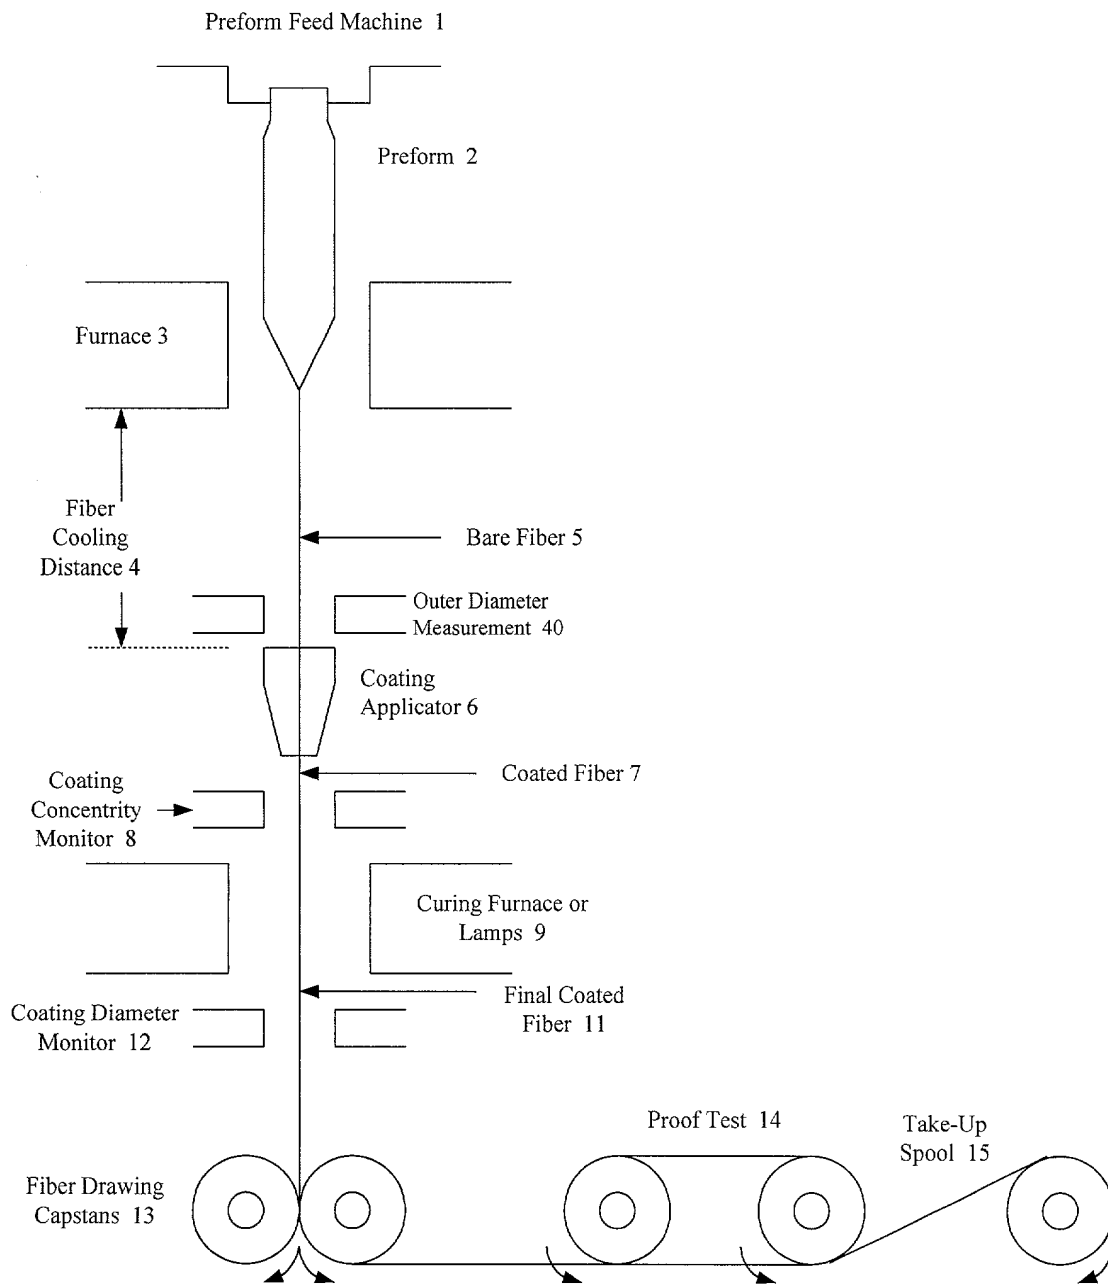 Preform Feed Machine 1
Preform 2
Furnace 3
Fiber
Cooling
Distance 4
Bare Fiber 5
Outer Diameter
Measurement 40
Coating
Applicator 6
Coated Fiber 7
Coating
Concentrity
Monitor 8
Curing Furnace or
Lamps 9
Final Coated
Fiber 11
Coating Diameter
Monitor 12
Proof Test 14
Take-Up
Spool 15
Fiber Drawing
Capstans 13